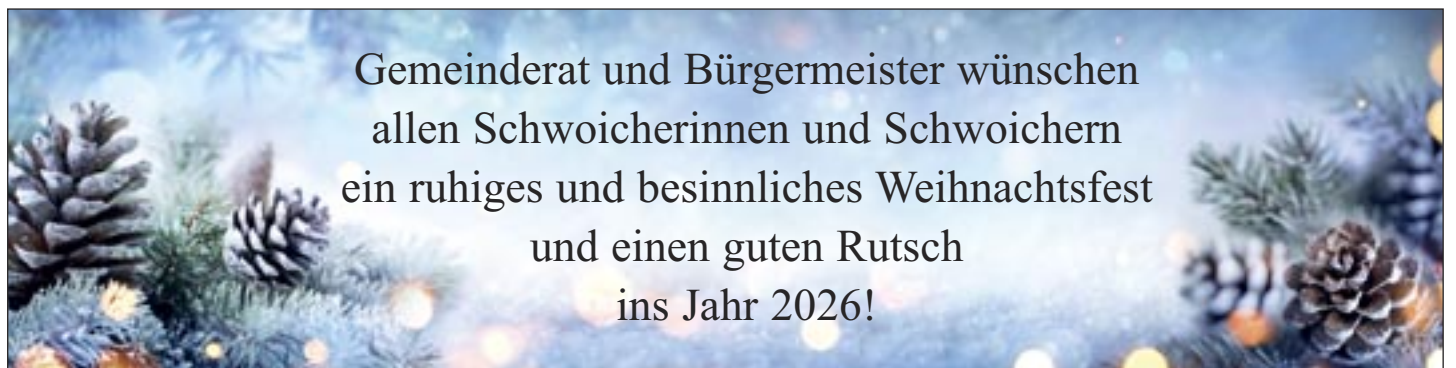 Gemeinderat und Bürgermeister wünschen
allen Schwoicherinnen und Schwoichern
ein ruhiges und besinnliches Weihnachtsfest
und einen guten Rutsch
ins Jahr 2026!